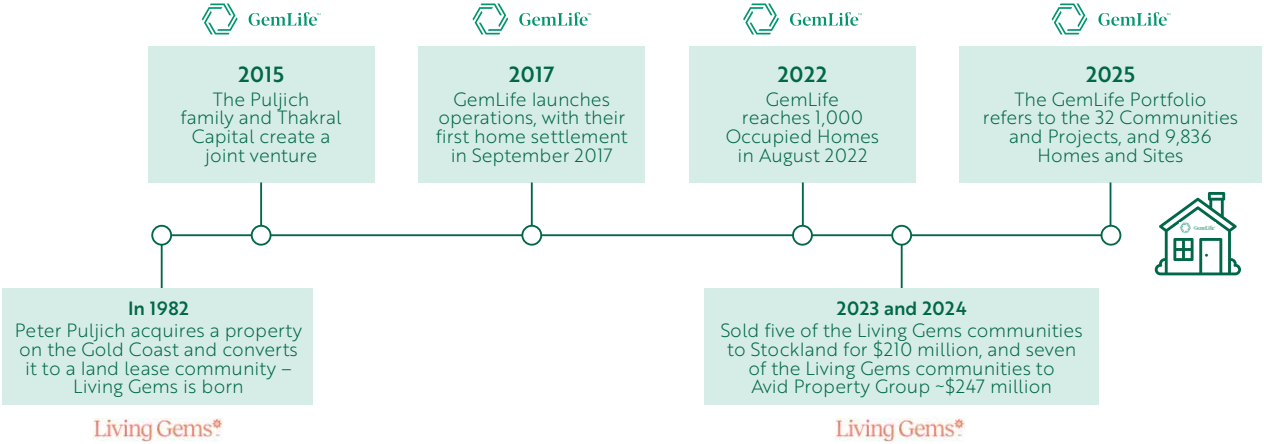 GemLife™
2015
The Puljich
family and Thakral
Capital create a
joint venture
GemLife™
2017
GemLife launches
operations, with their
first home settlement
in September 2017
GemLife™
2022
GemLife
reaches 1,000
Occupied Homes
in August 2022
GemLife™
2025
The GemLife Portfolio
refers to the 32 Communities
and Projects, and 9,836
Homes and Sites
GemLife
In 1982
Peter Puljich acquires a property
on the Gold Coast and converts
it to a land lease community –
Living Gems is born
Living Gems
2023 and 2024
Sold five of the Living Gems communities
to Stockland for $210 million, and seven
of the Living Gems communities to
Avid Property Group ~$247 million
Living Gems